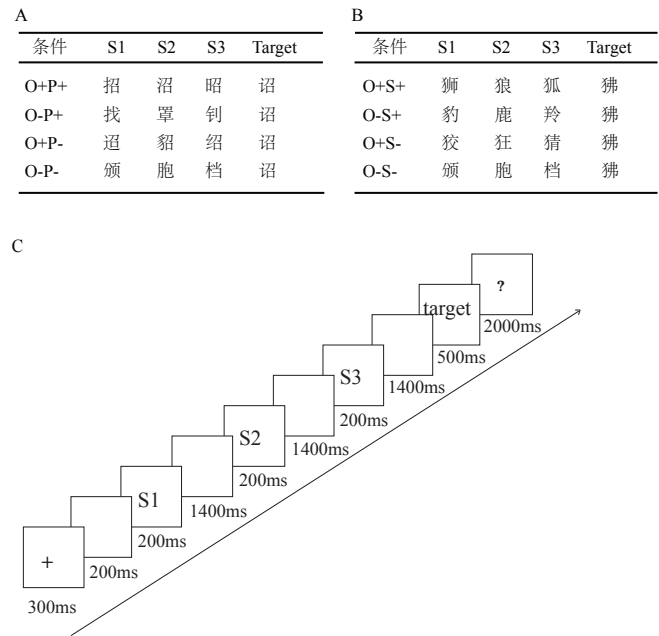 A
条件 S1 S2 S3 Target
O+P+ 招 沼 昭 诏
O-P+ 找 罩 钊 诏
O+P- 迢 貂 绍 诏
O-P- 颁 胞 档 诏
B
条件 S1 S2 S3 Target
O+S+ 狮 狼 狐 狒
O-S+ 豹 鹿 羚 狒
O+S- 狡 狂 猜 狒
O-S- 颁 胞 档 狒
C
?
target
2000ms
500ms
S3
1400ms
200ms
S2
1400ms
200ms
S1
1400ms
200ms
+
200ms
300ms